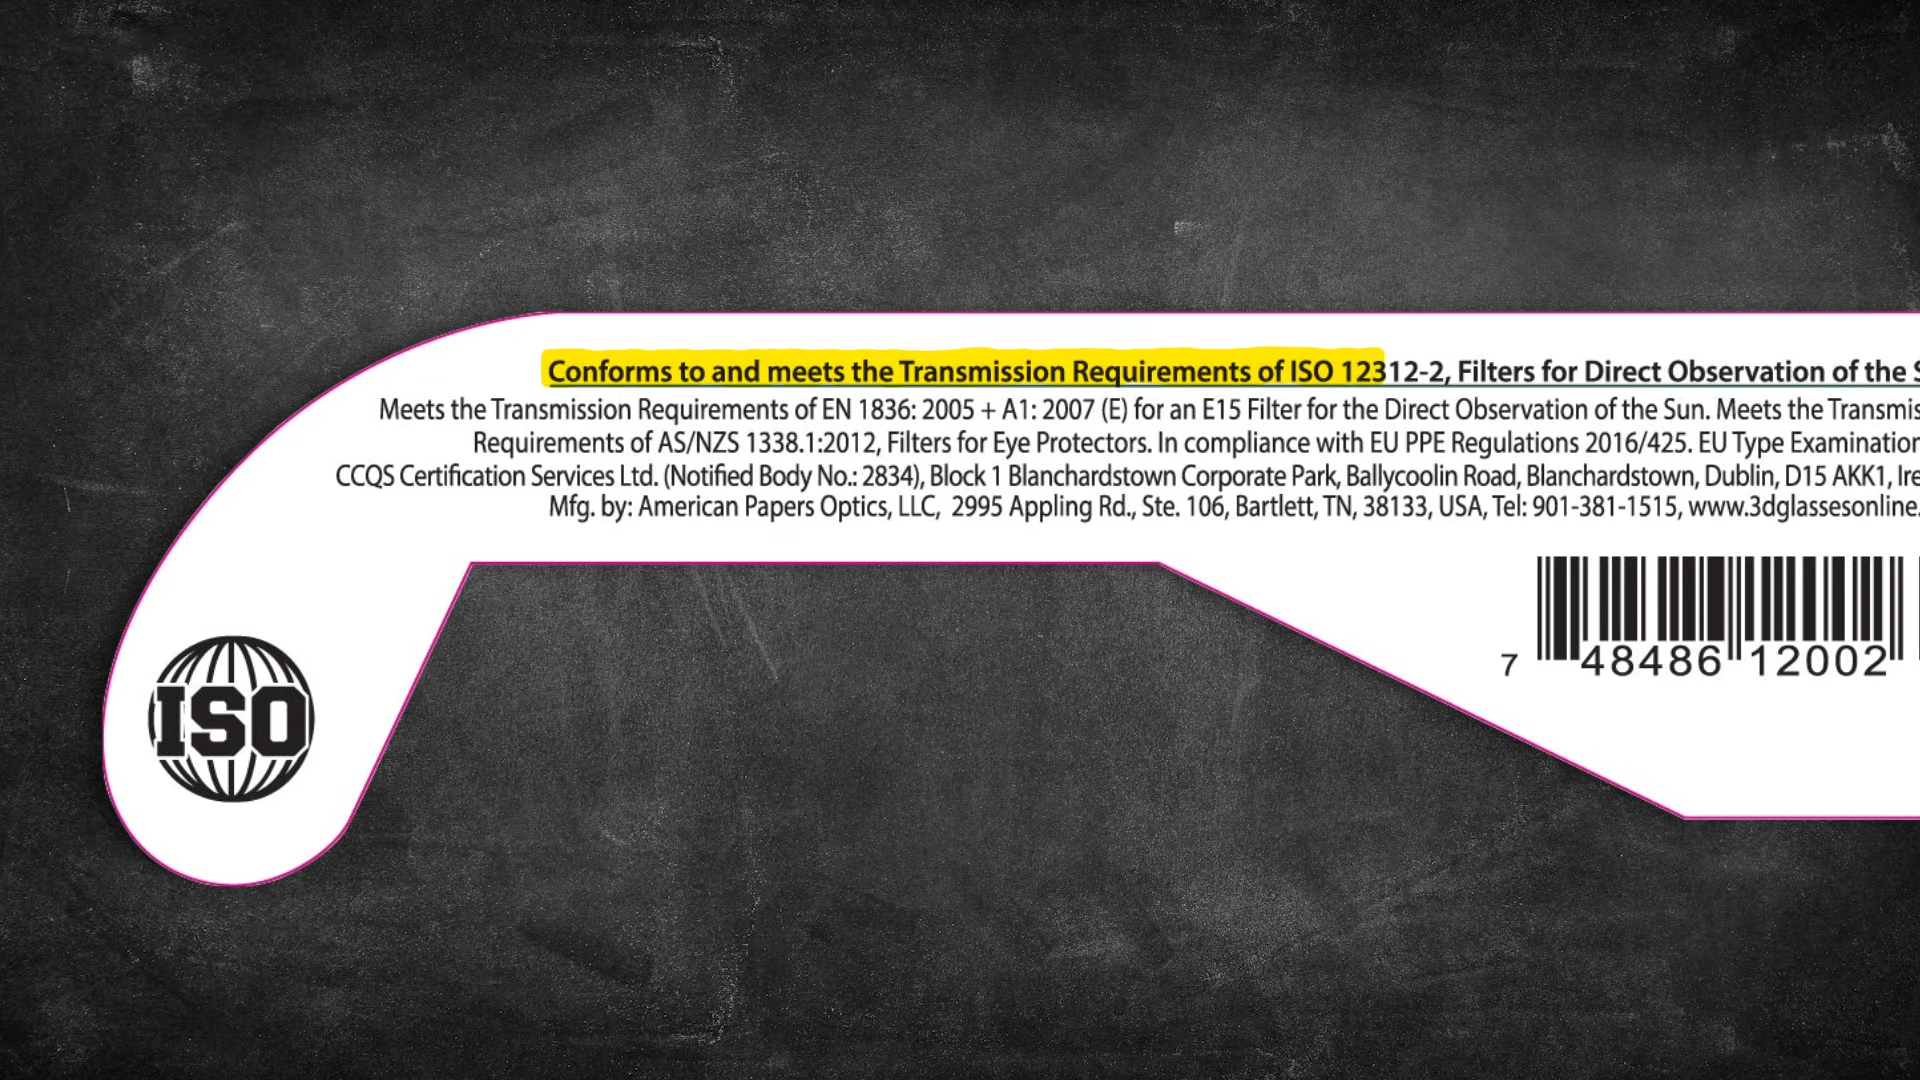 Conforms to and meets the Transmission Requirements of ISO 12312-2, Filters for Direct Observation of the
Meets the Transmission Requirements of EN 1836: 2005 + A1: 2007 (E) for an E15 Filter for the Direct Observation of the Sun. Meets the
Requirements of AS/NZS 1338.1:2012, Filters for Eye Protectors. In compliance with EU PPE Regulations 2016/425. EU Type Examination
CCQS Certification Services Ltd. (Notified Body No.: 2834), Block 1 Blanchardstown Corporate Park, Ballycoolin Road, Blanchardstown, Dublin, D15 AKK1,
Mfg. by: American Papers Optics, LLC, 2995 Appling Rd., Ste. 106, Bartlett, TN, 38133, USA, Tel: 901-381-1515, www.3dglassesonline.
7 48486 12002
ISO